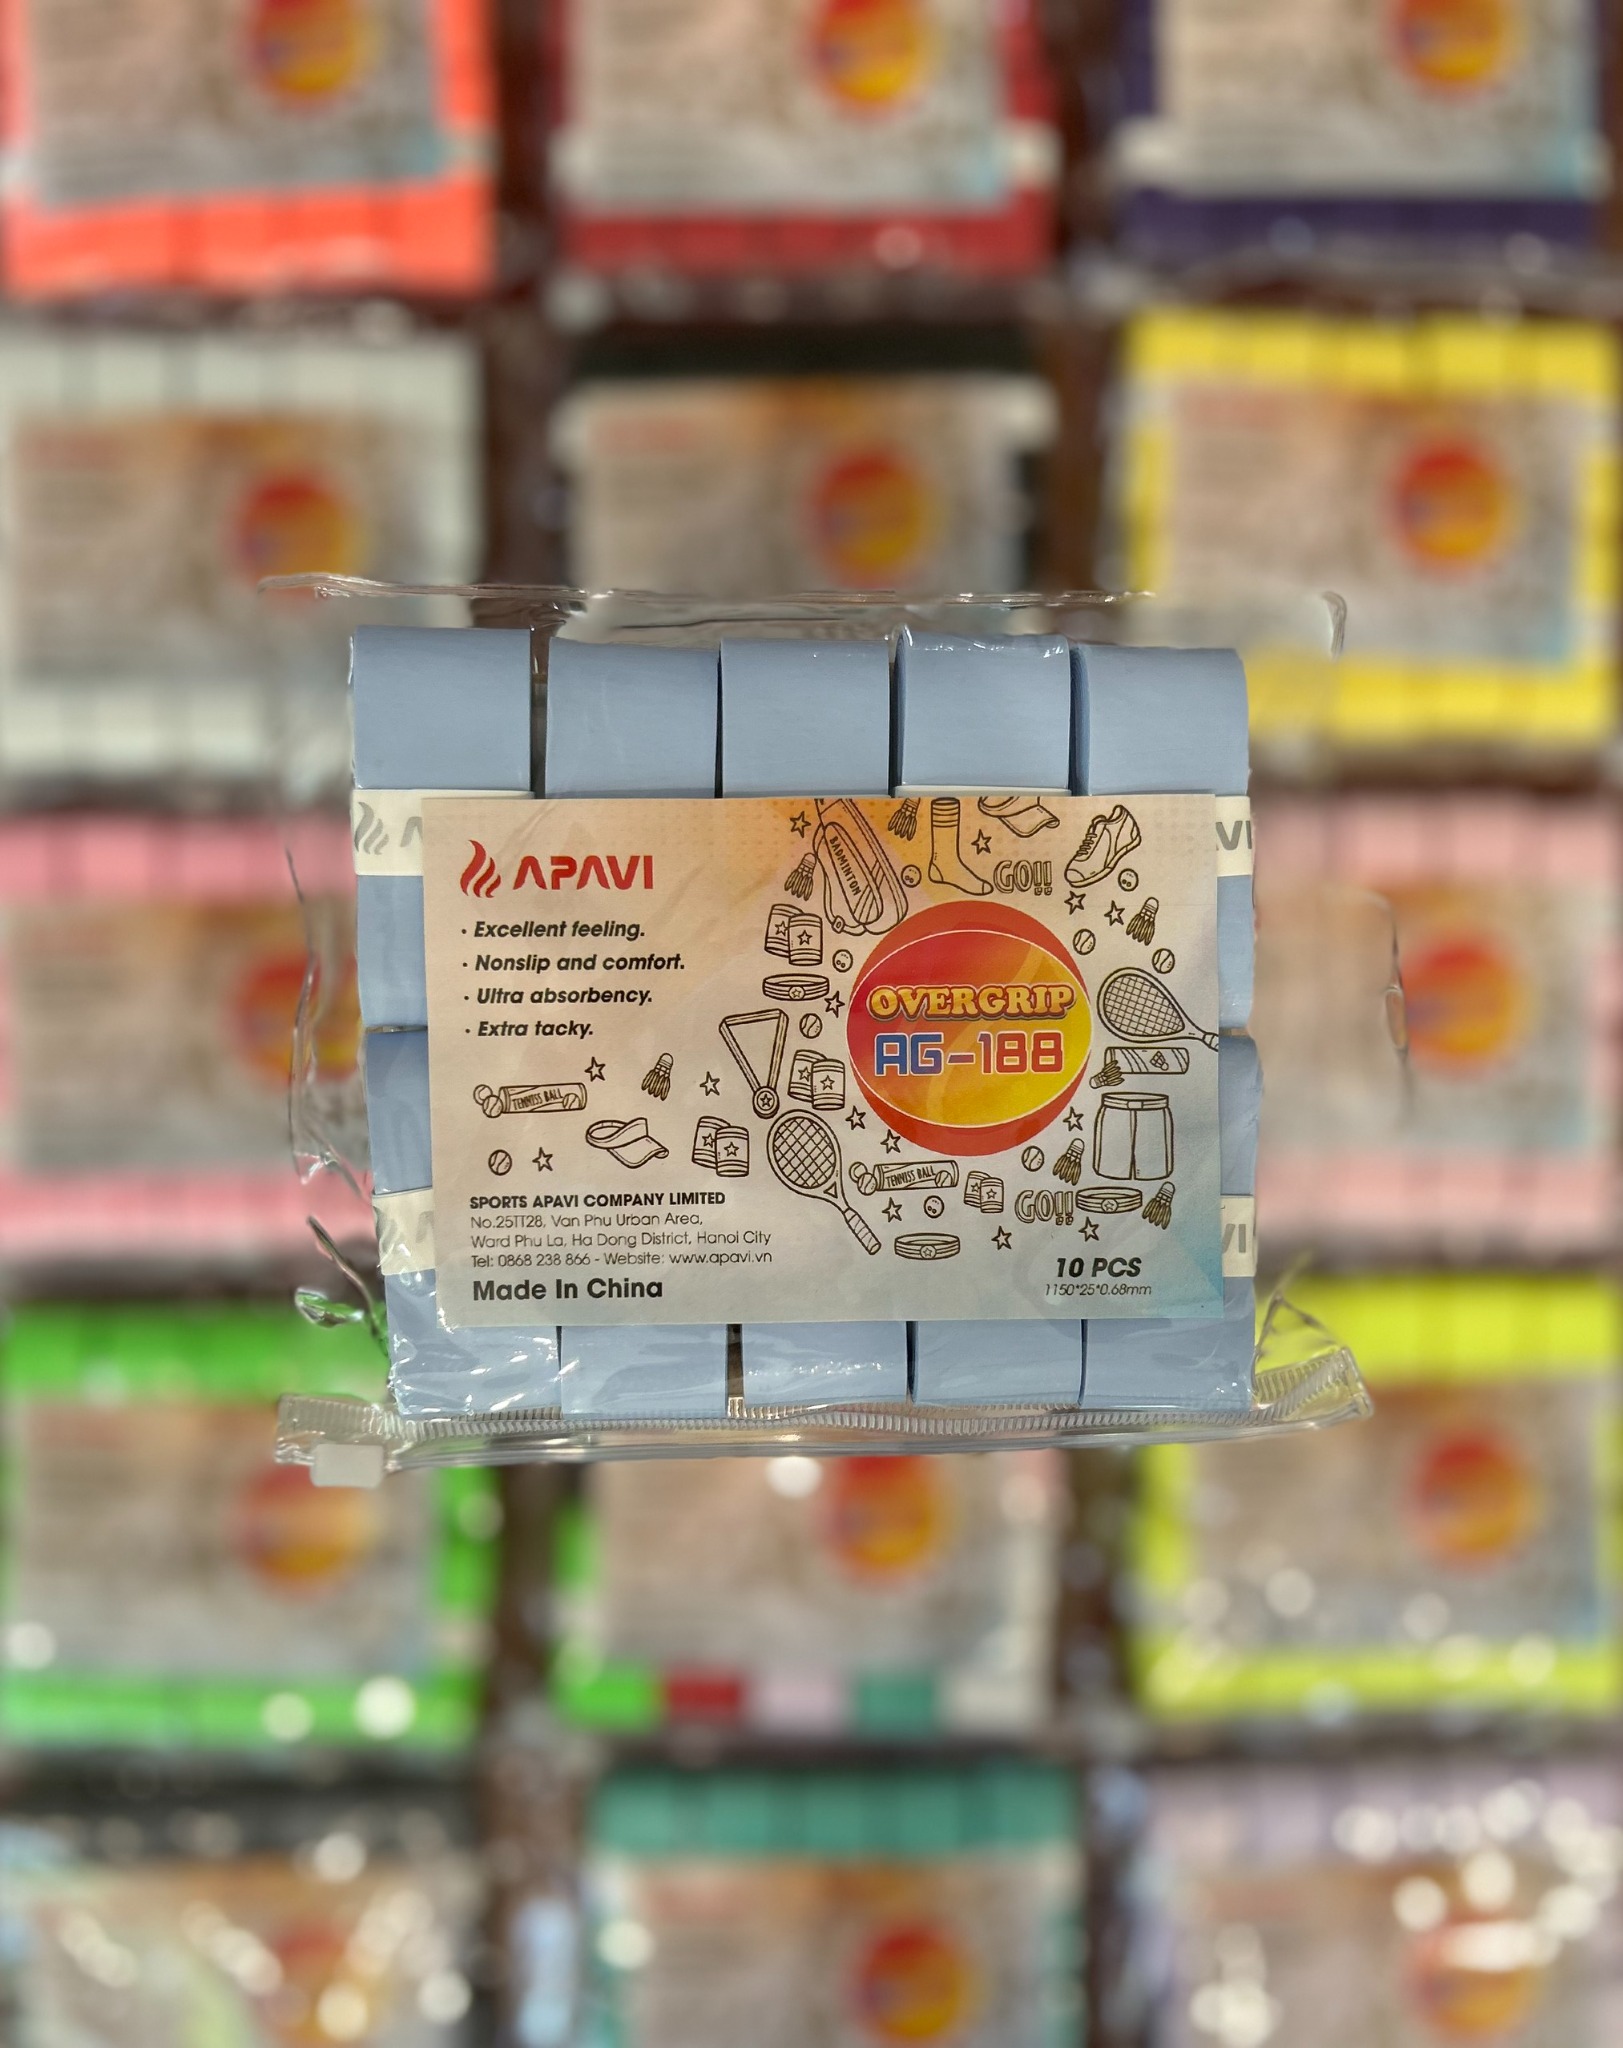 APAVI
· Excellent feeling.
· Nonslip and comfort.
· Ultra absorbency.
· Extra tacky.
BADMINTON
GO!!
OVERGRIP
AG-188
TENNISS BALL
TENNISS BALL
GO!!
SPORTS APAVI COMPANY LIMITED
No.25TT28, Van Phu Urban Area,
Ward Phu La, Ha Dong District, Hanoi City
Tel: 0868 238 866 - Website: www.apavi.vn
Made In China
10 PCS
1150*25*0.68mm